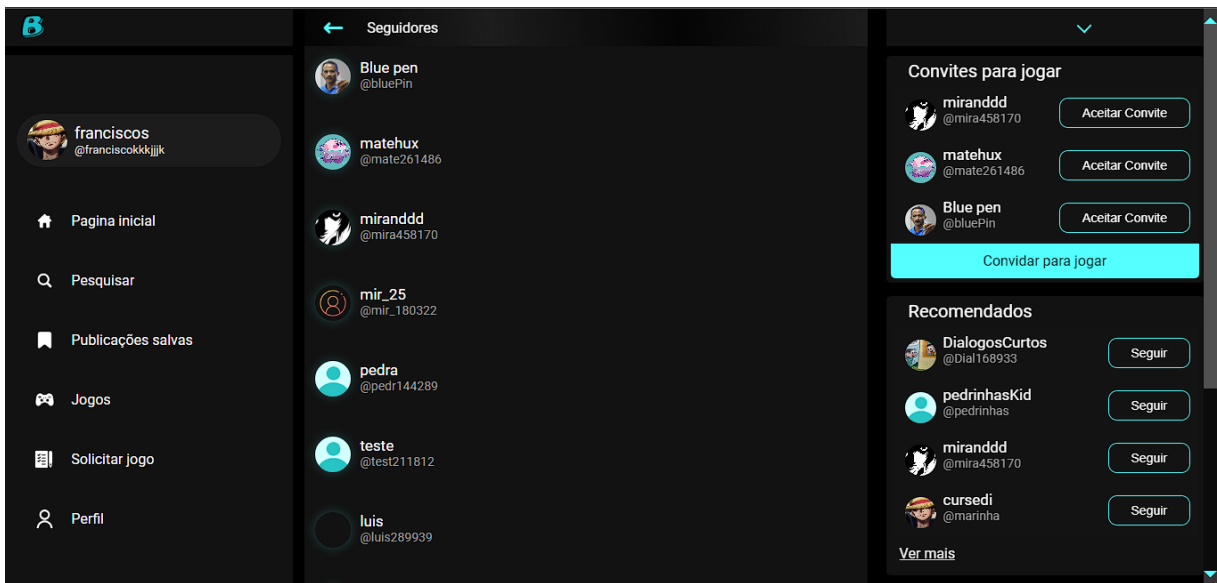 B
franciscos
@franciscokkkjjjk
Pagina inicial
Pesquisar
Publicações salvas
Jogos
Solicitar jogo
Perfil
Seguidores
Blue pen
@bluePin
matehux
@mate261486
miranddd
@mira458170
mir_25
@mir_180322
pedra
@pedr144289
teste
@test211812
luis
@luis289939
Convites para jogar
miranddd
@mira458170
Aceitar Convite
matehux
@mate261486
Aceitar Convite
Blue pen
@bluePin
Aceitar Convite
Convidar para jogar
Recomendados
DialogosCurtos
@Dial168933
Seguir
pedrinhasKid
@pedrinhas
Seguir
miranddd
@mira458170
Seguir
cursedi
@marinha
Seguir
Ver mais